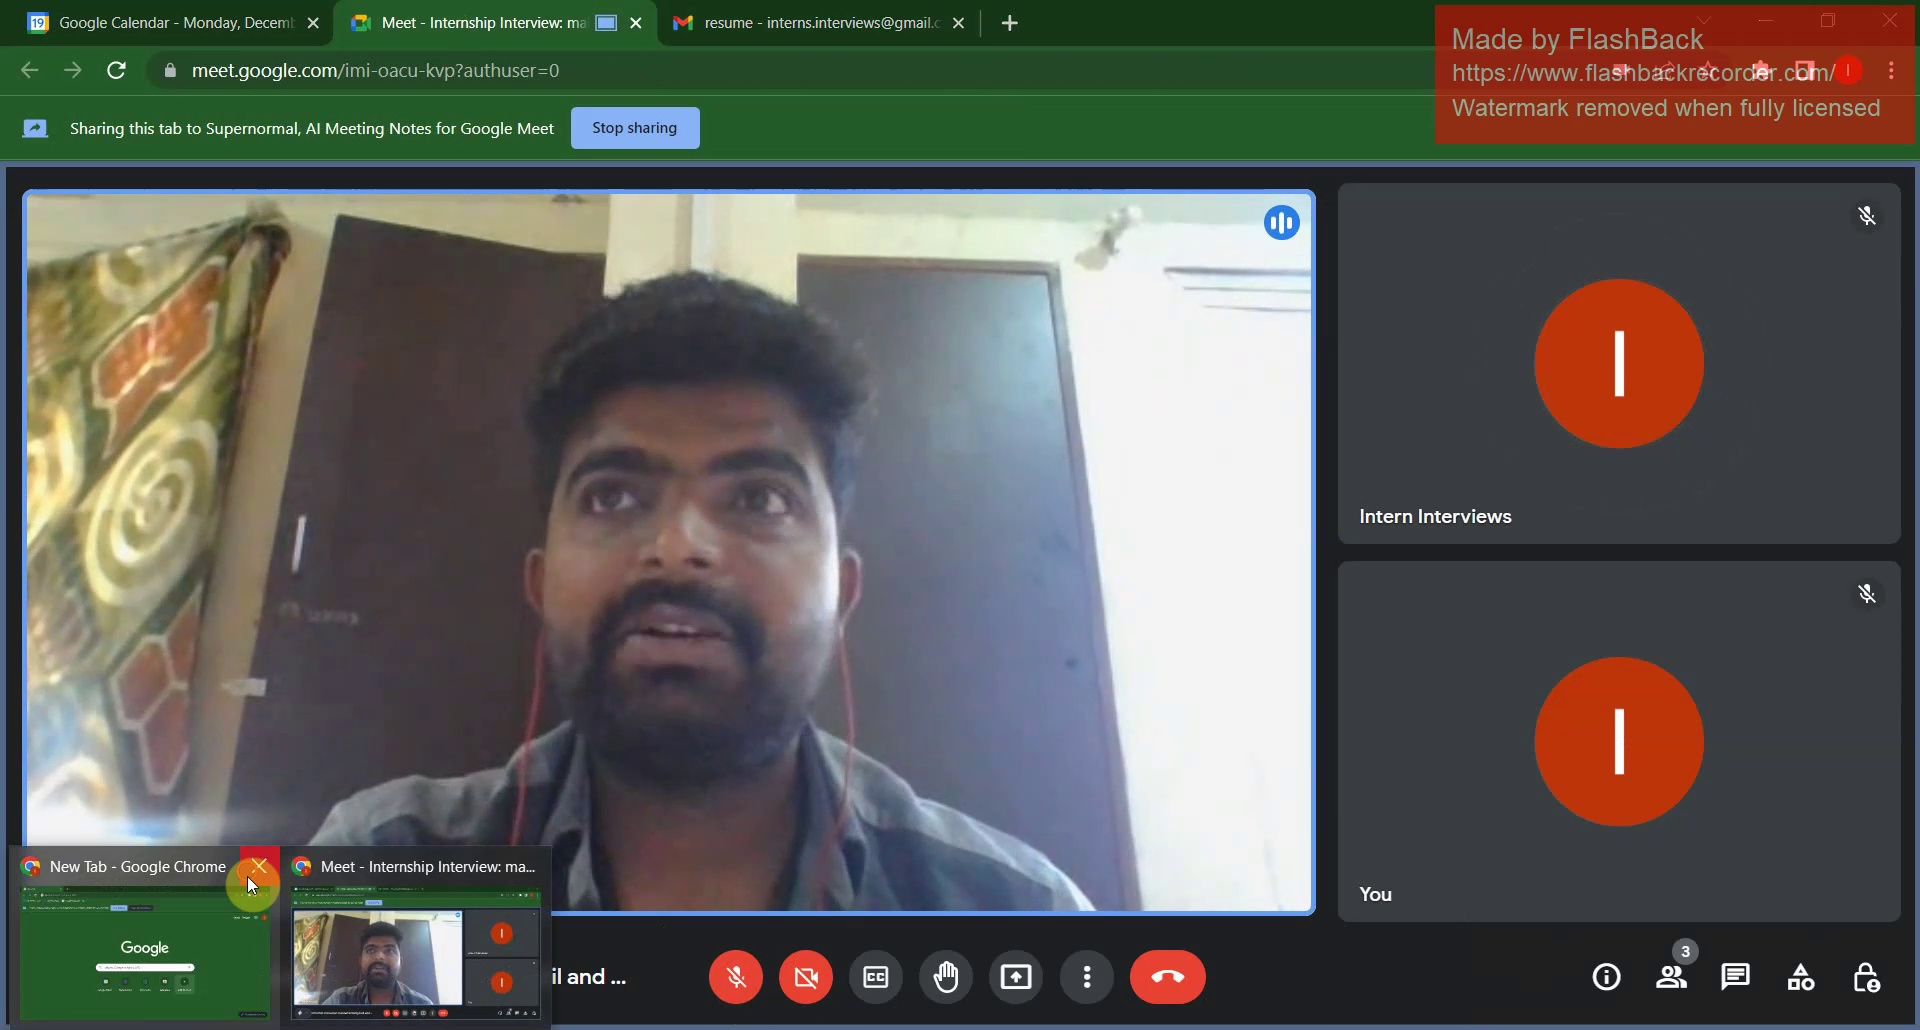 Google Calendar - Monday, Decemb
Meet - Internship Interview: ma
resume - interns.interviews@gmail.c
meet.google.com/imi-oacu-kvp?authuser=0
Made by FlashBack
https://www.flashbackrecorder.com/
Watermark removed when fully licensed
Sharing this tab to Supernormal, AI Meeting Notes for Google Meet
Stop sharing
Intern Interviews
You
New Tab - Google Chrome
Meet - Internship Interview: ma...
Google
il and ...
3